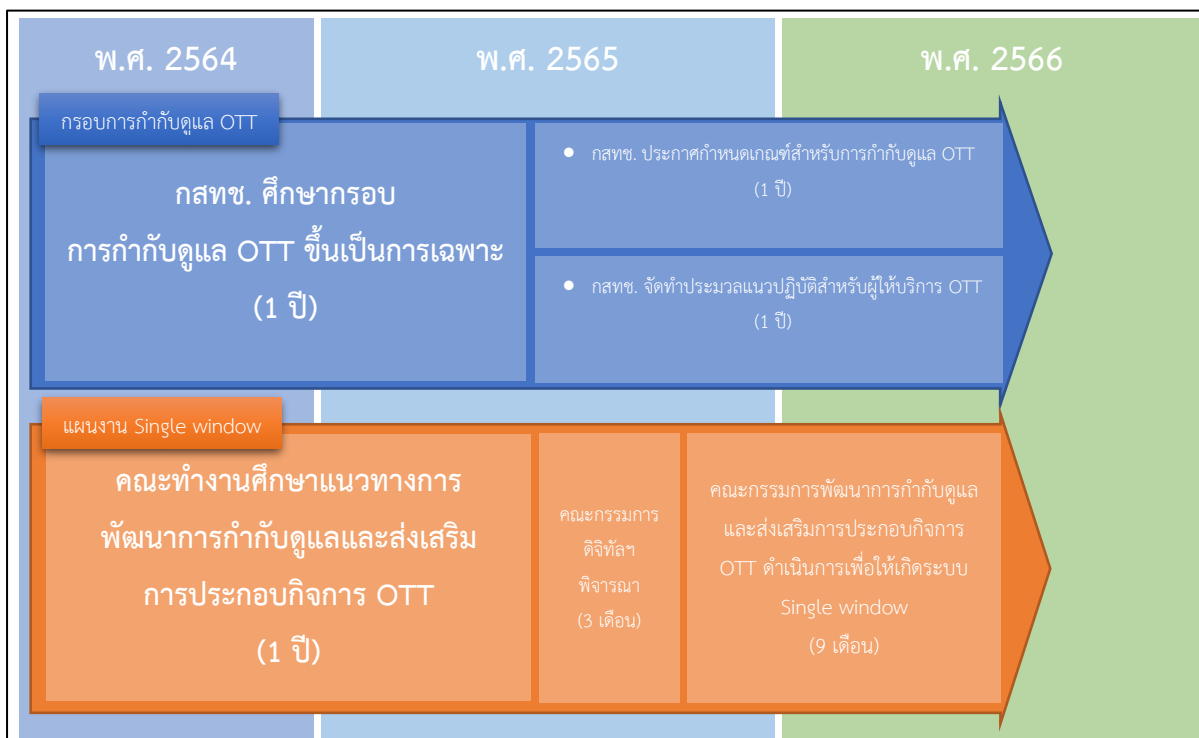 พ.ศ. 2564
พ.ศ. 2565
พ.ศ. 2566
กรอบการกำกับดูแล OTT
กสทช. ศึกษากรอบ
การกำกับดูแล OTT ขึ้นเป็นการเฉพาะ
(1 ปี)
• กสทช. ประกาศกำหนดเกณฑ์สำหรับการกำกับดูแล OTT
(1 ปี)
• กสทช. จัดทำประมวลแนวปฏิบัติสำหรับผู้ให้บริการ OTT
(1 ปี)
แผนงาน Single window
คณะทำงานศึกษาแนวทางการ
พัฒนาการกำกับดูแลและส่งเสริม
การประกอบกิจการ OTT
(1 ปี)
คณะกรรมการ
ดิจิทัลฯ
พิจารณา
(3 เดือน)
คณะกรรมการพัฒนาการกำกับดูแล
และส่งเสริมการประกอบกิจการ
OTT ดำเนินการเพื่อให้เกิดระบบ
Single window
(9 เดือน)